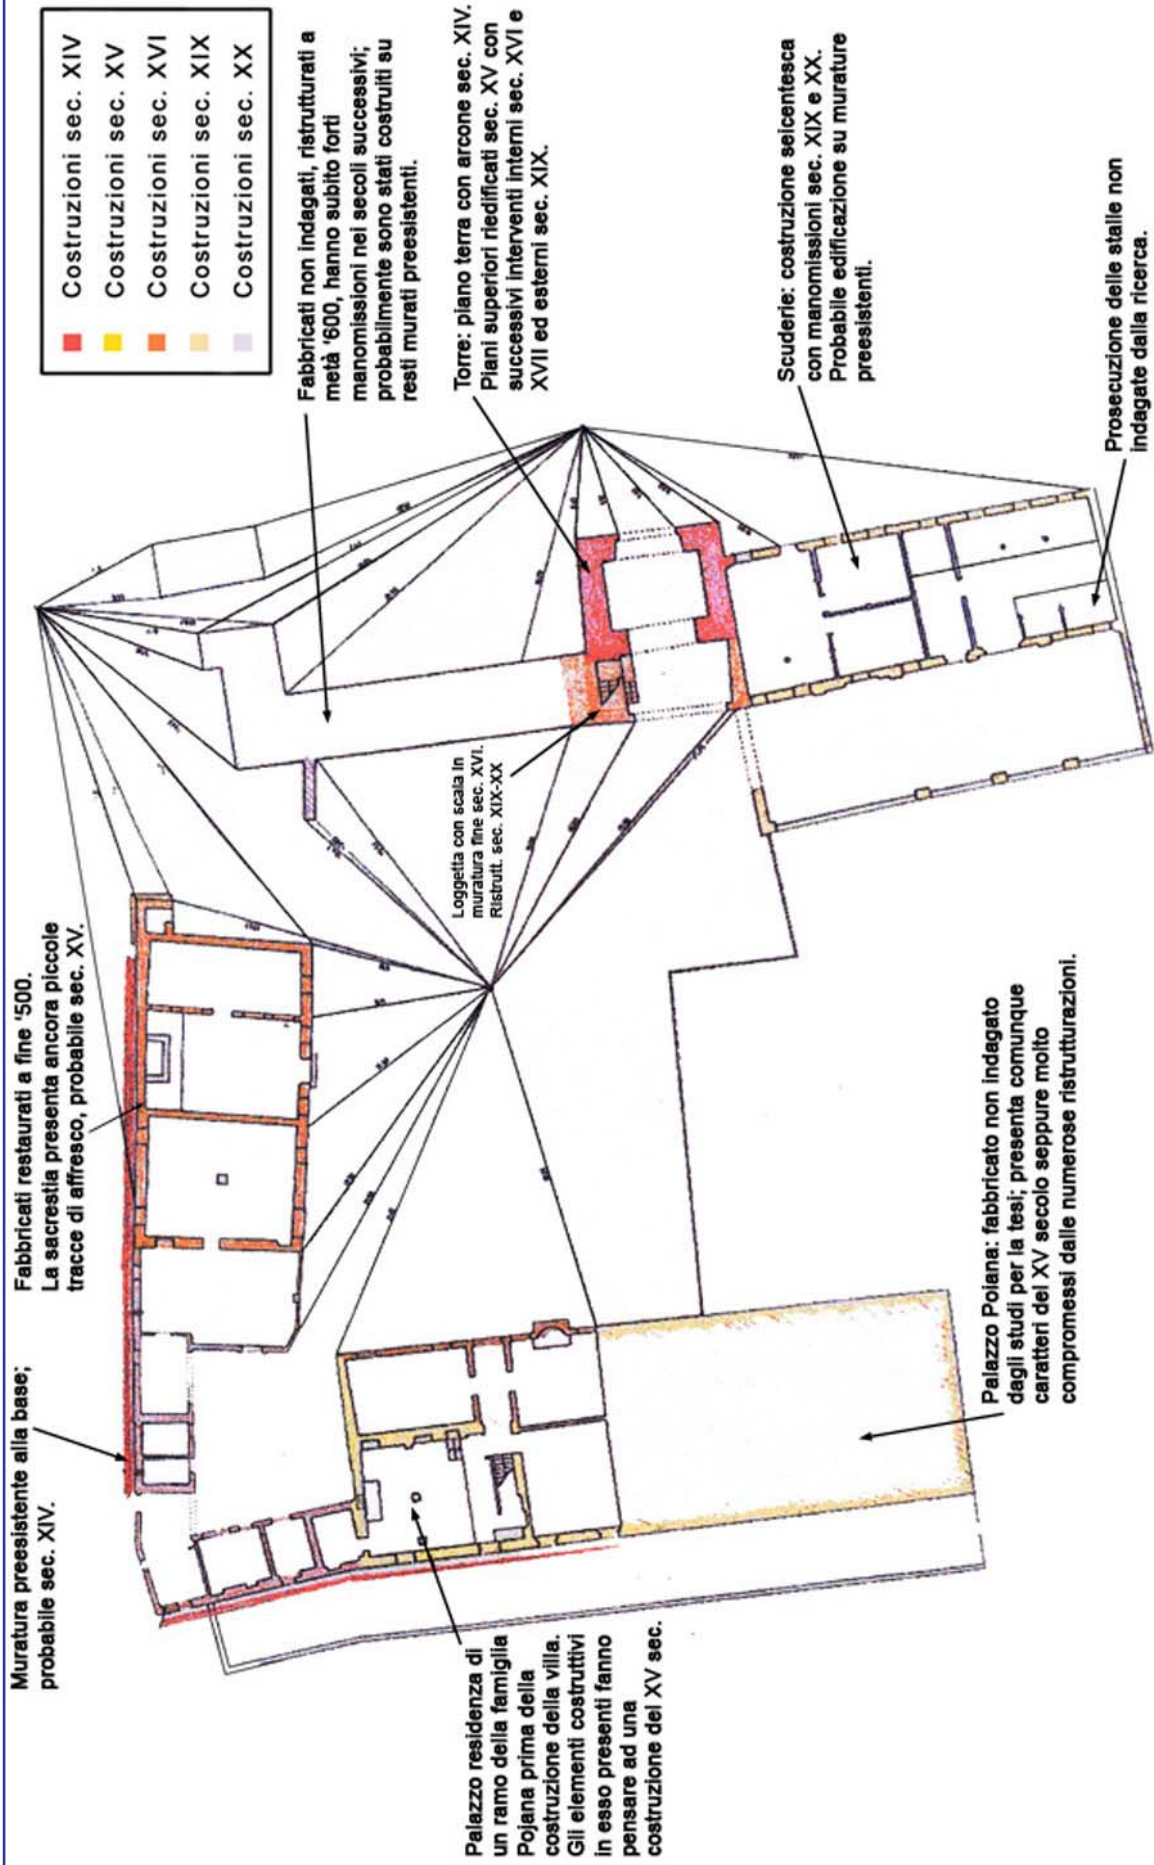 Muratura preesistente alla base;
probabile sec. XIV.
Fabbricati restaurati a fine '500.
La sacrestia presenta ancora piccole
tracce di affresco, probabile sec. XV.
Costruzioni sec. XIV
Costruzioni sec. XV
Costruzioni sec. XVI
Costruzioni sec. XIX
Costruzioni sec. XX
Fabbricati non indagati, ristrutturati a
metà '600, hanno subito forti
manomissioni nei secoli successivi;
probabilmente sono stati costruiti su
resti murati preesistenti.
Torre: piano terra con arcone sec. XIV.
Piani superiori riedificati sec. XV con
successivi interventi interni sec. XVI e
XVII ed esterni sec. XIX.
Loggetta con scala in
muratura fine sec. XVI.
Ristrutt. sec. XIX-XX
Scuderie: costruzione seicentesca
con manomissioni sec. XIX e XX.
Probabile edificazione su murature
preesistenti.
Prosecuzione delle stalle non
indagate dalla ricerca.
Palazzo residenza di
un ramo della famiglia
Pojana prima della
costruzione della villa.
Gli elementi costruttivi
in esso presenti fanno
pensare ad una
costruzione del XV sec.
Palazzo Poiana: fabbricato non indagato
dagli studi per la tesi; presenta comunque
caratteri del XV secolo seppure molto
compromessi dalle numerose ristrutturazioni.